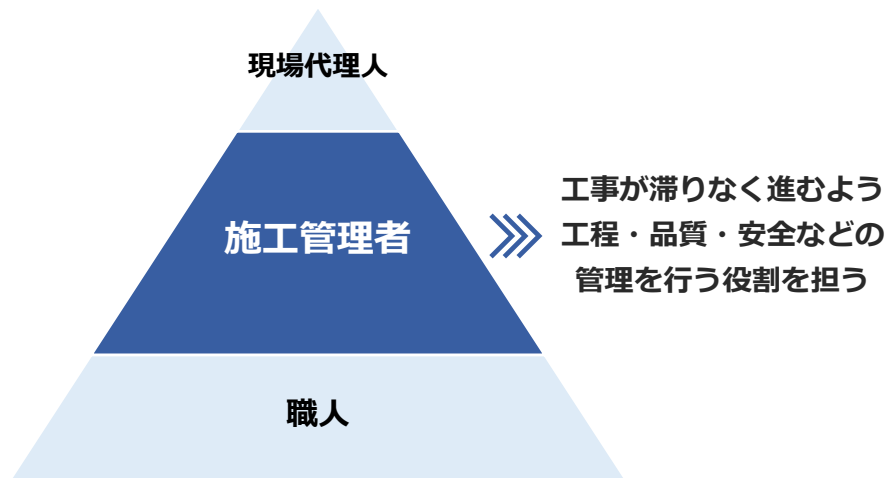 現場代理人
施工管理者
工事が滞りなく進むよう
工程・品質・安全などの
管理を行う役割を担う
職人